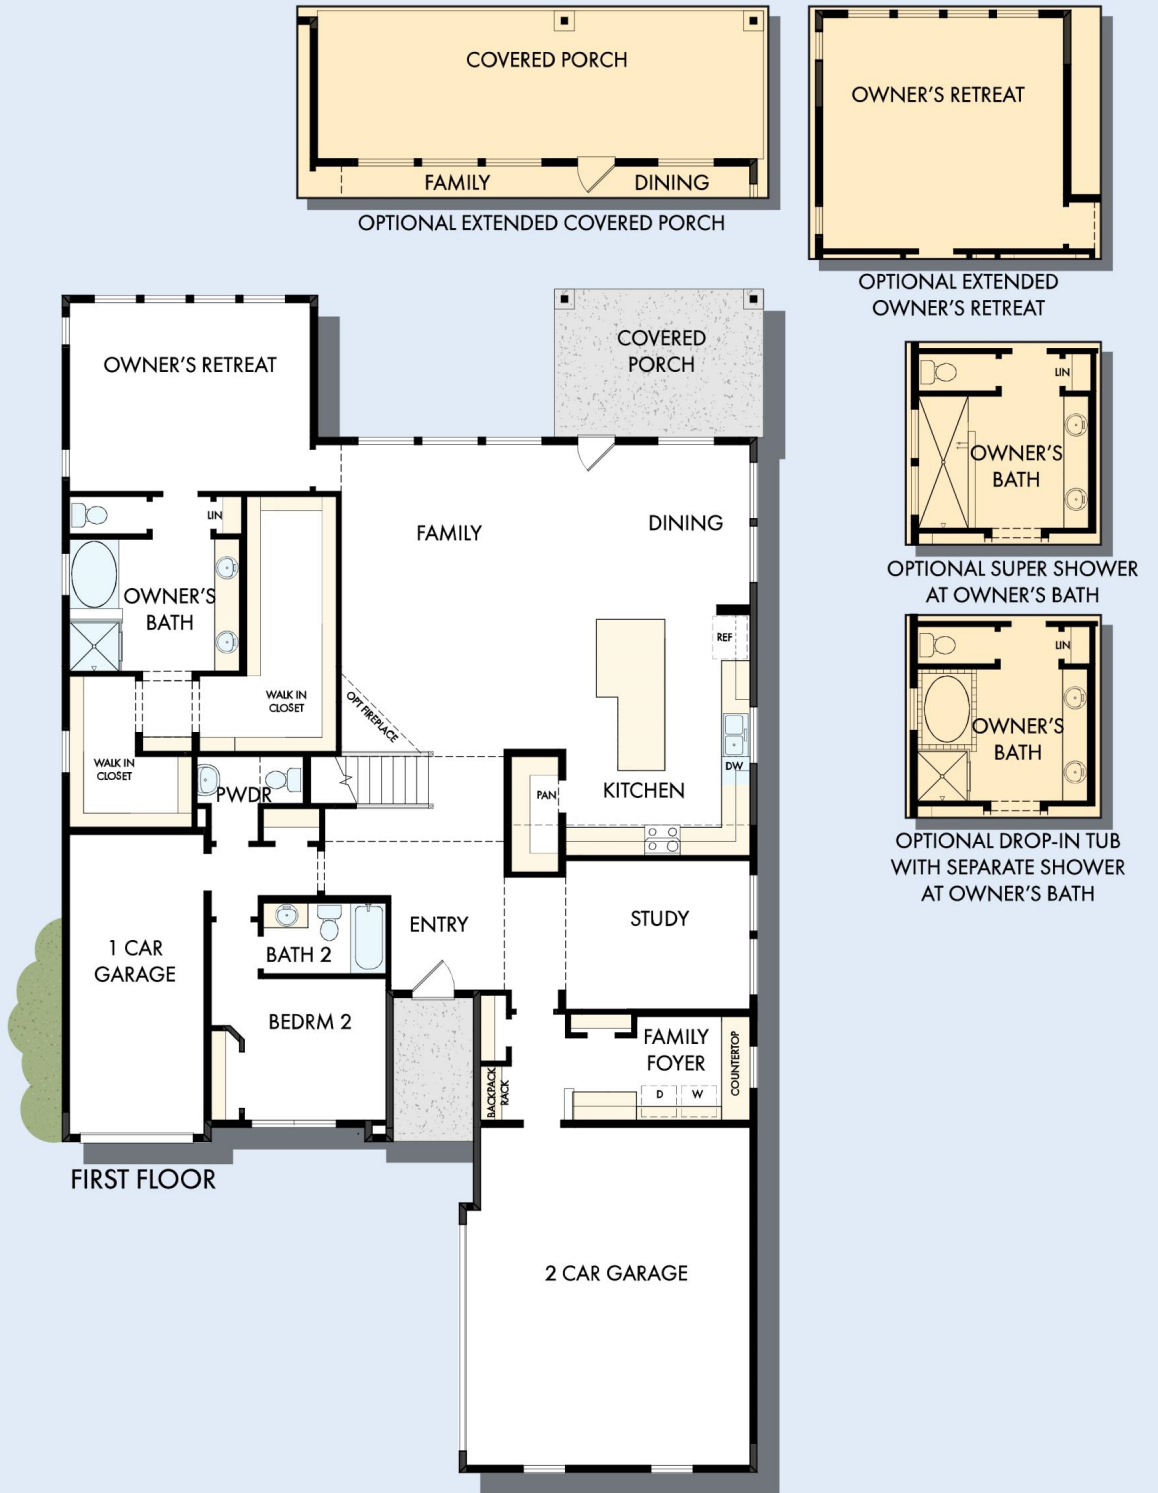 COVERED PORCH
FAMILY
DINING
OPTIONAL EXTENDED COVERED PORCH
OWNER'S RETREAT
OPTIONAL EXTENDED
OWNER'S RETREAT
OWNER'S RETREAT
COVERED
PORCH
LIN
OWNER'S
BATH
OPTIONAL SUPER SHOWER
AT OWNER'S BATH
LIN
OWNER'S
BATH
OPTIONAL DROP-IN TUB
WITH SEPARATE SHOWER
AT OWNER'S BATH
FAMILY
DINING
LIN
OWNER'S
BATH
REF
WALK IN
CLOSET
OPT FIREPLACE
WALK IN
CLOSET
PWDR
DW
PAN
KITCHEN
ENTRY
STUDY
1 CAR
GARAGE
BATH 2
BEDRM 2
FAMILY
FOYER
COUNTERTOP
BACKPACK
RACK
D
W
FIRST FLOOR
2 CAR GARAGE